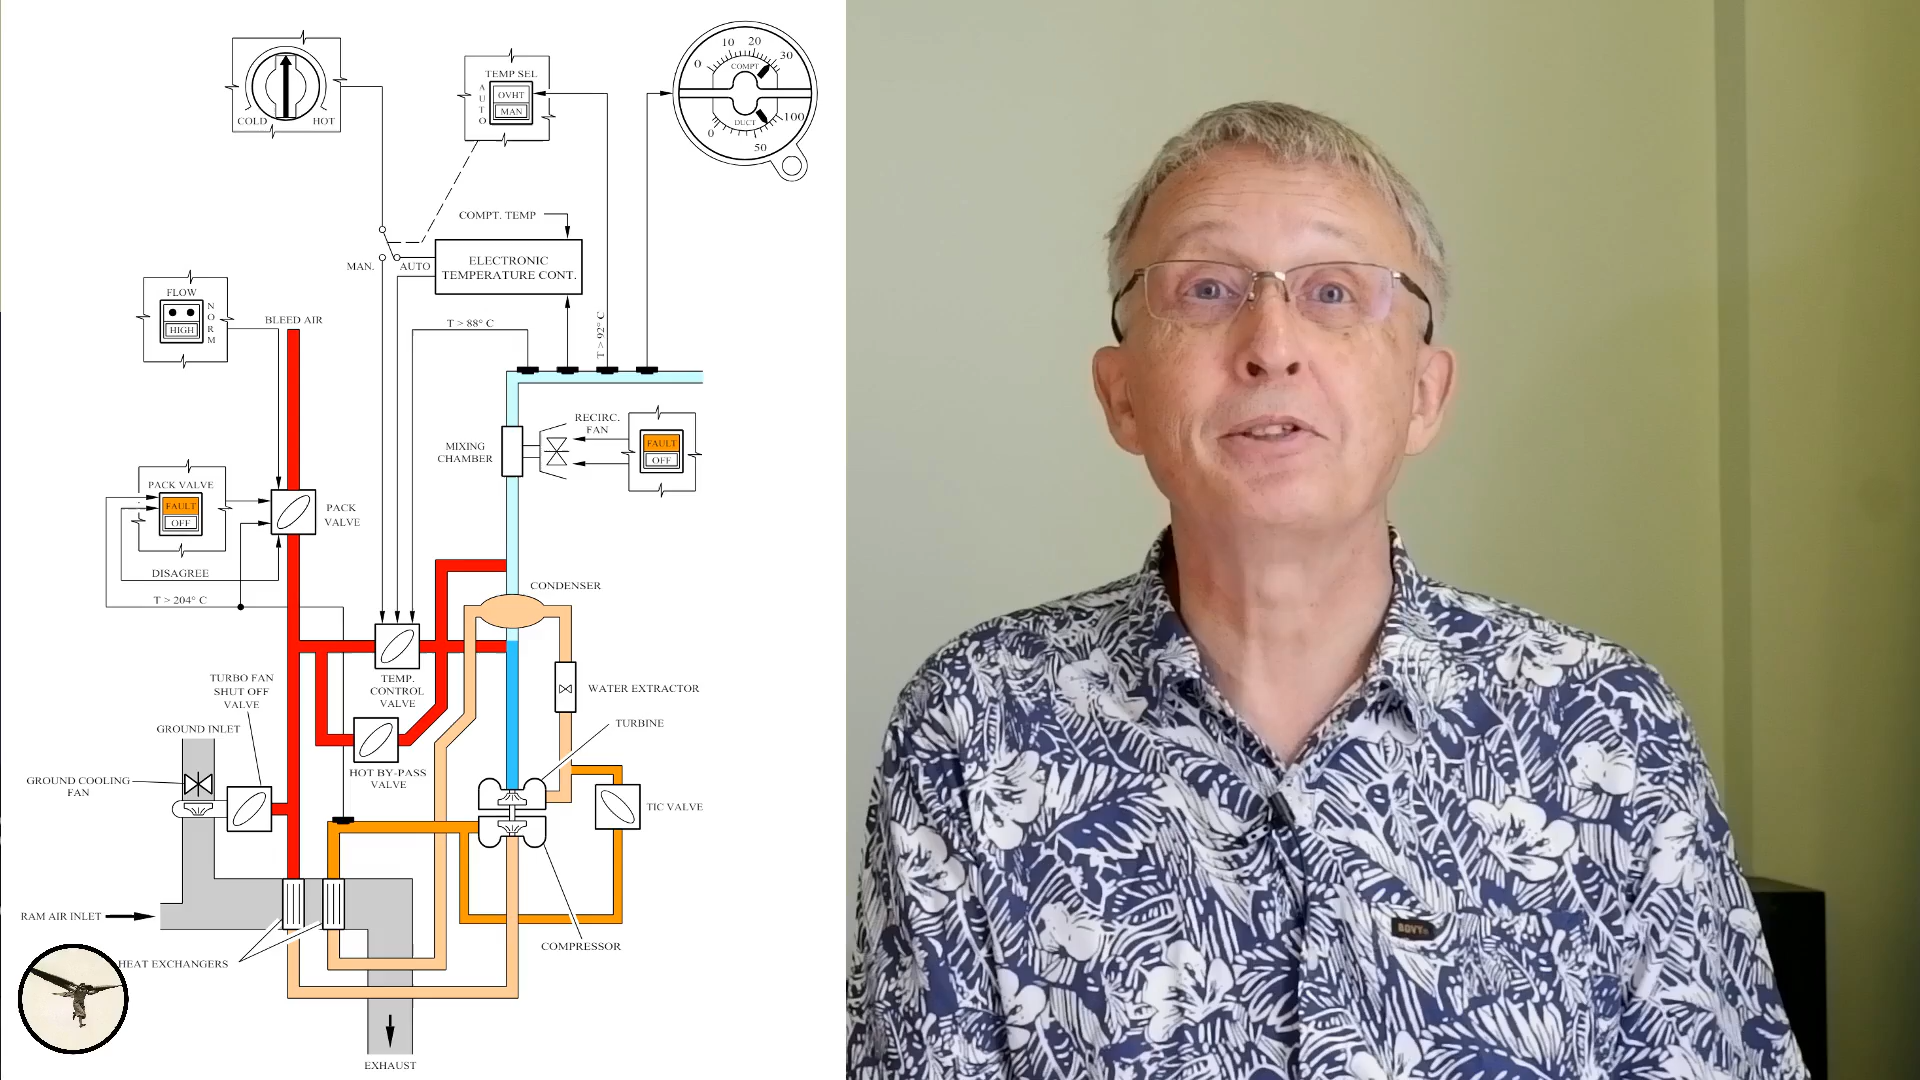 10
20
30
0
COMPT
DUCT
100
0
50
COLD
HOT
TEMP SEL
AUTO
OVHT
MAN
COMPT. TEMP
MAN.
AUTO
ELECTRONIC
TEMPERATURE CONT.
FLOW
NORM
HIGH
BLEED AIR
T > 88° C
T > 92° C
RECIRC.
FAN
MIXING
CHAMBER
FAULT
OFF
PACK VALVE
FAULT
OFF
PACK
VALVE
DISAGREE
T > 204° C
CONDENSER
TURBO FAN
SHUT OFF
VALVE
TEMP.
CONTROL
VALVE
WATER EXTRACTOR
TURBINE
GROUND INLET
GROUND COOLING
FAN
HOT BY-PASS
VALVE
TIC VALVE
RAM AIR INLET
COMPRESSOR
HEAT EXCHANGERS
EXHAUST
BOVY®